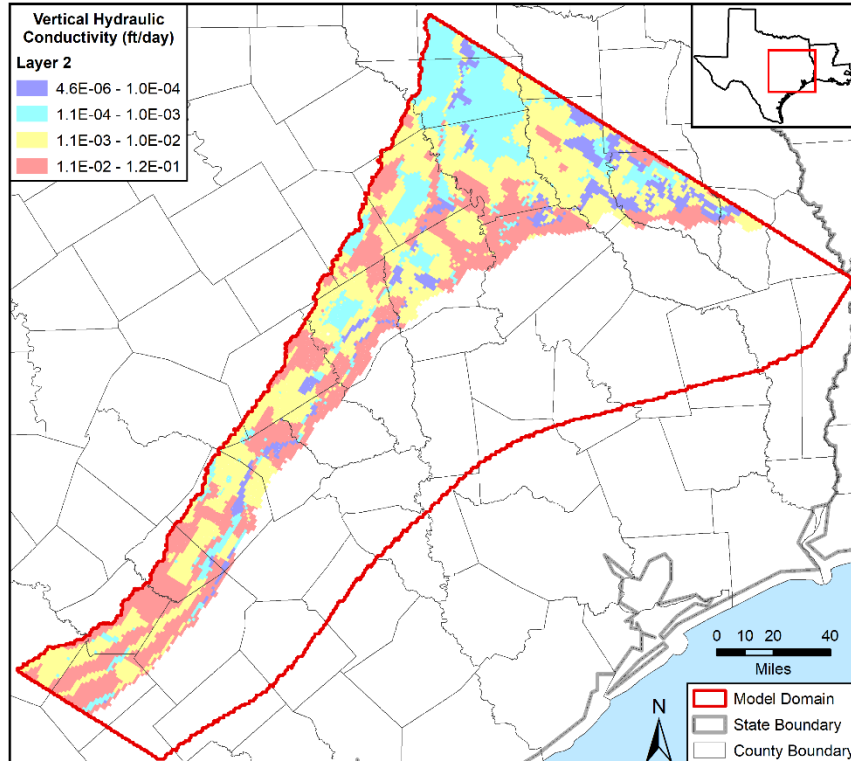 Vertical Hydraulic
Conductivity (ft/day)
Layer 2
4.6E-06 - 1.0E-04
1.1E-04 - 1.0E-03
1.1E-03 - 1.0E-02
1.1E-02 - 1.2E-01
0 10 20 40
Miles
N
Model Domain
State Boundary
County Boundary